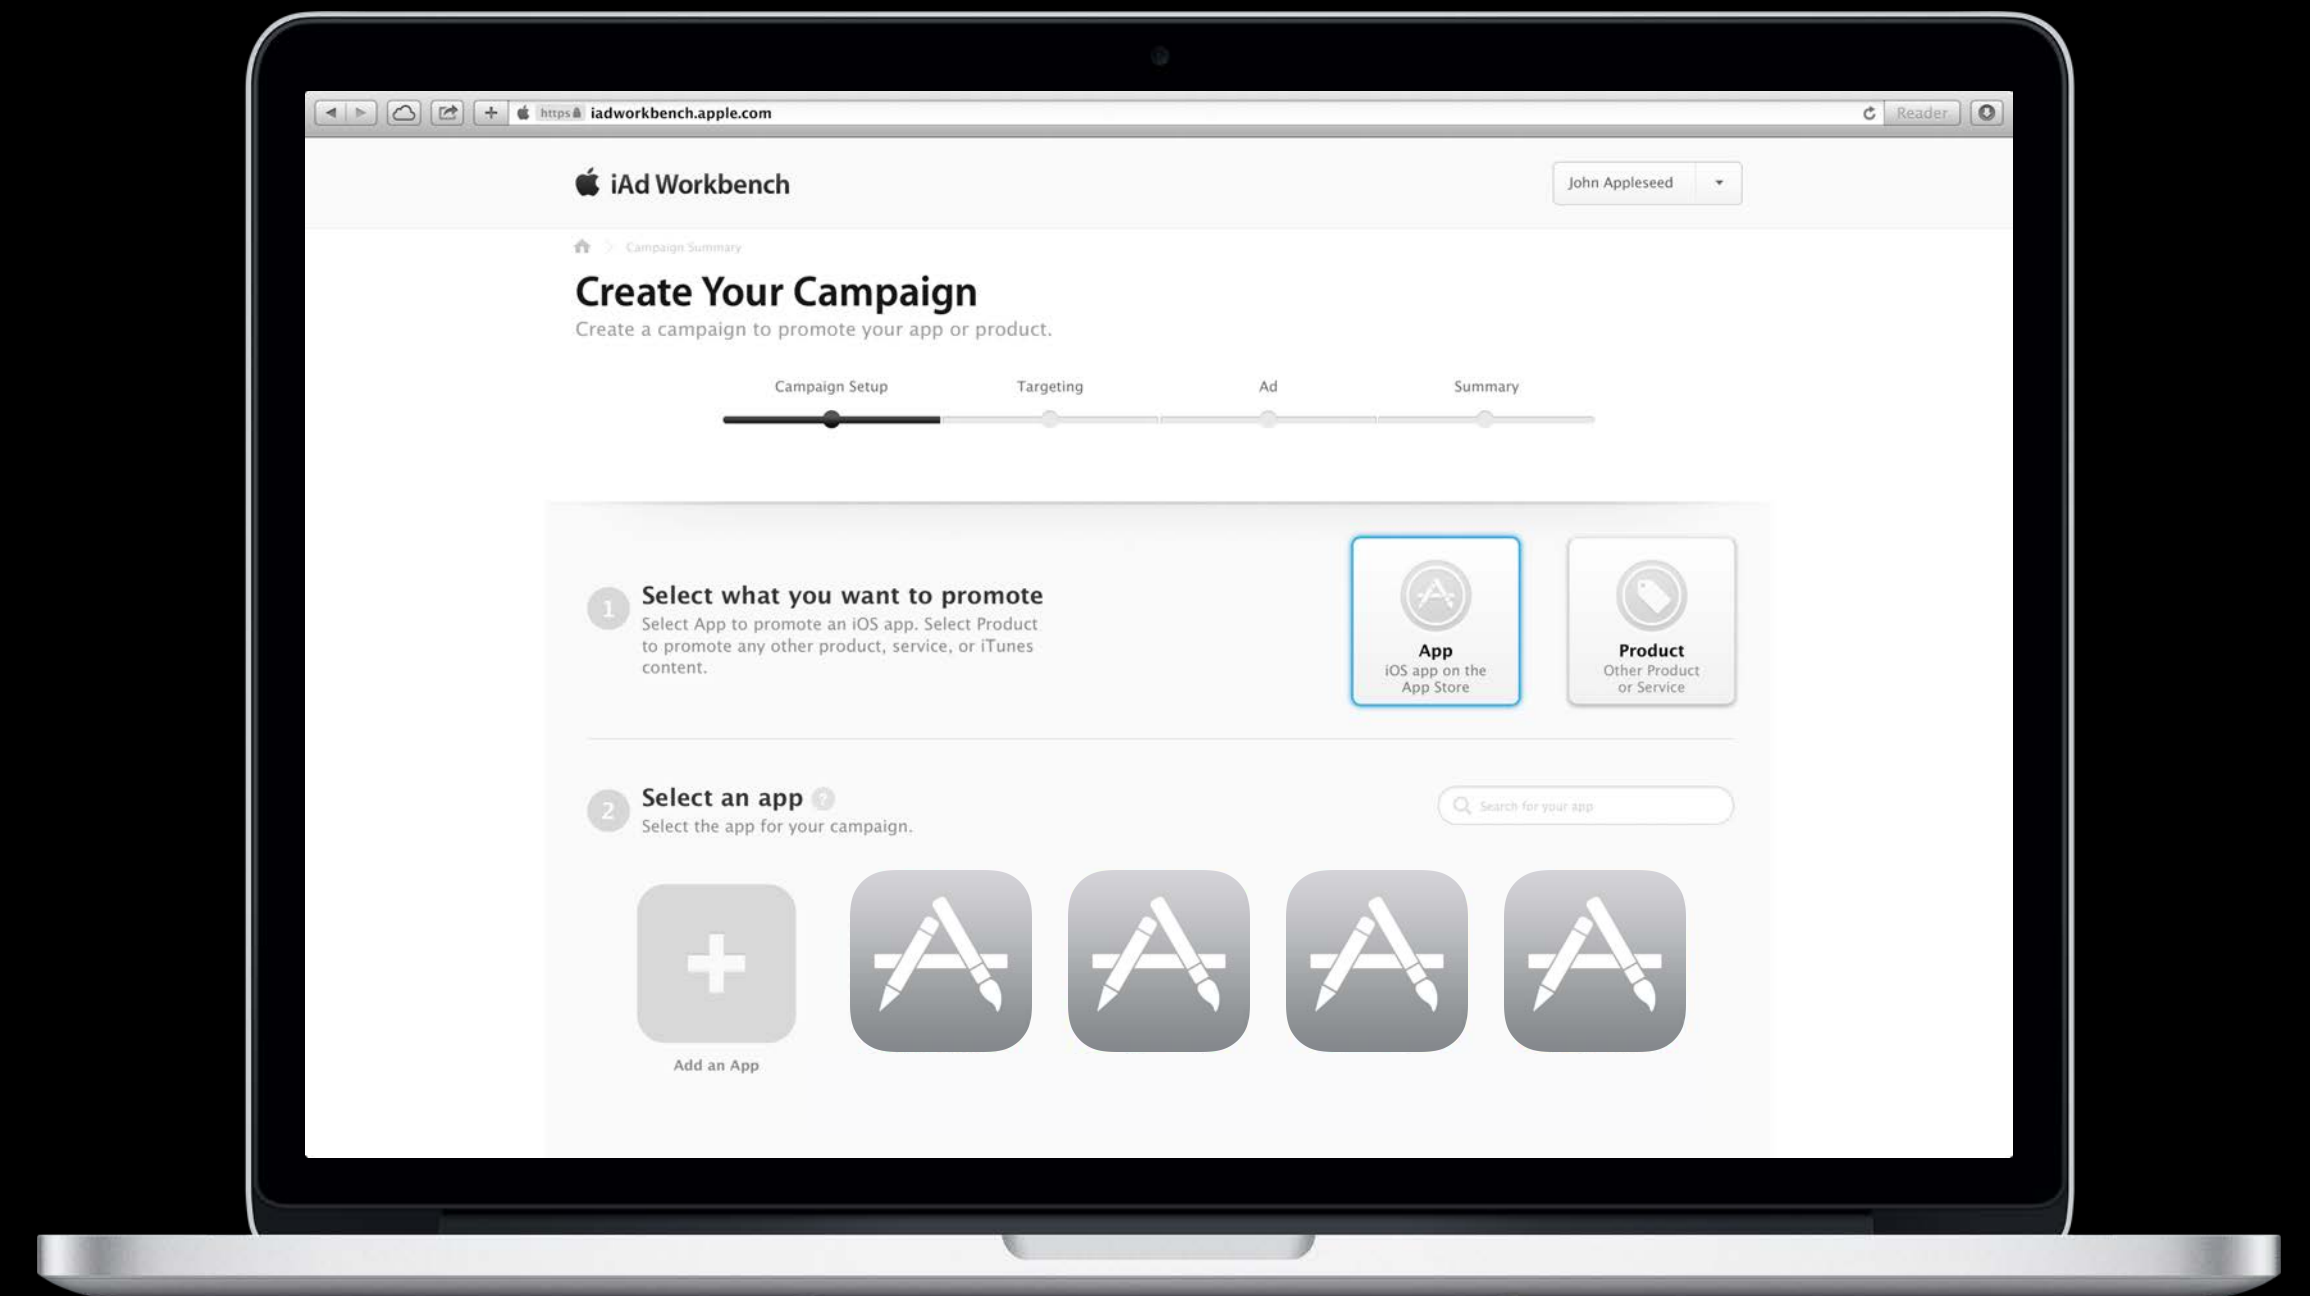 https iadworkbench.apple.com
Reader
iAd Workbench
John Appleseed
Campaign Summary
Create Your Campaign
Create a campaign to promote your app or product.
Campaign Setup
Targeting
Ad
Summary
1
Select what you want to promote
Select App to promote an iOS app. Select Product
to promote any other product, service, or iTunes
content.
App
iOS app on the
App Store
Product
Other Product
or Service
2
Select an app ?
Select the app for your campaign.
Search for your app
Add an App